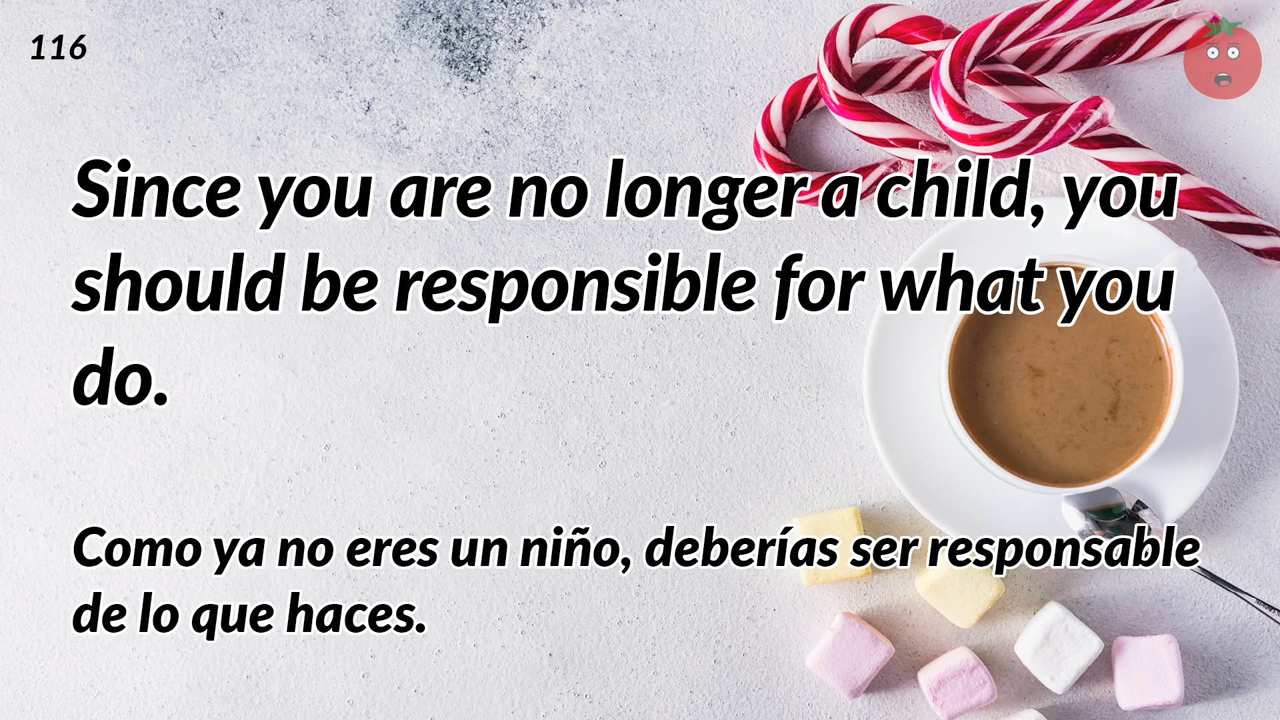 116
Since you are no longer a child, you
should be responsible for what you
do.
Como ya no eres un niño, deberías ser responsable
de lo que haces.